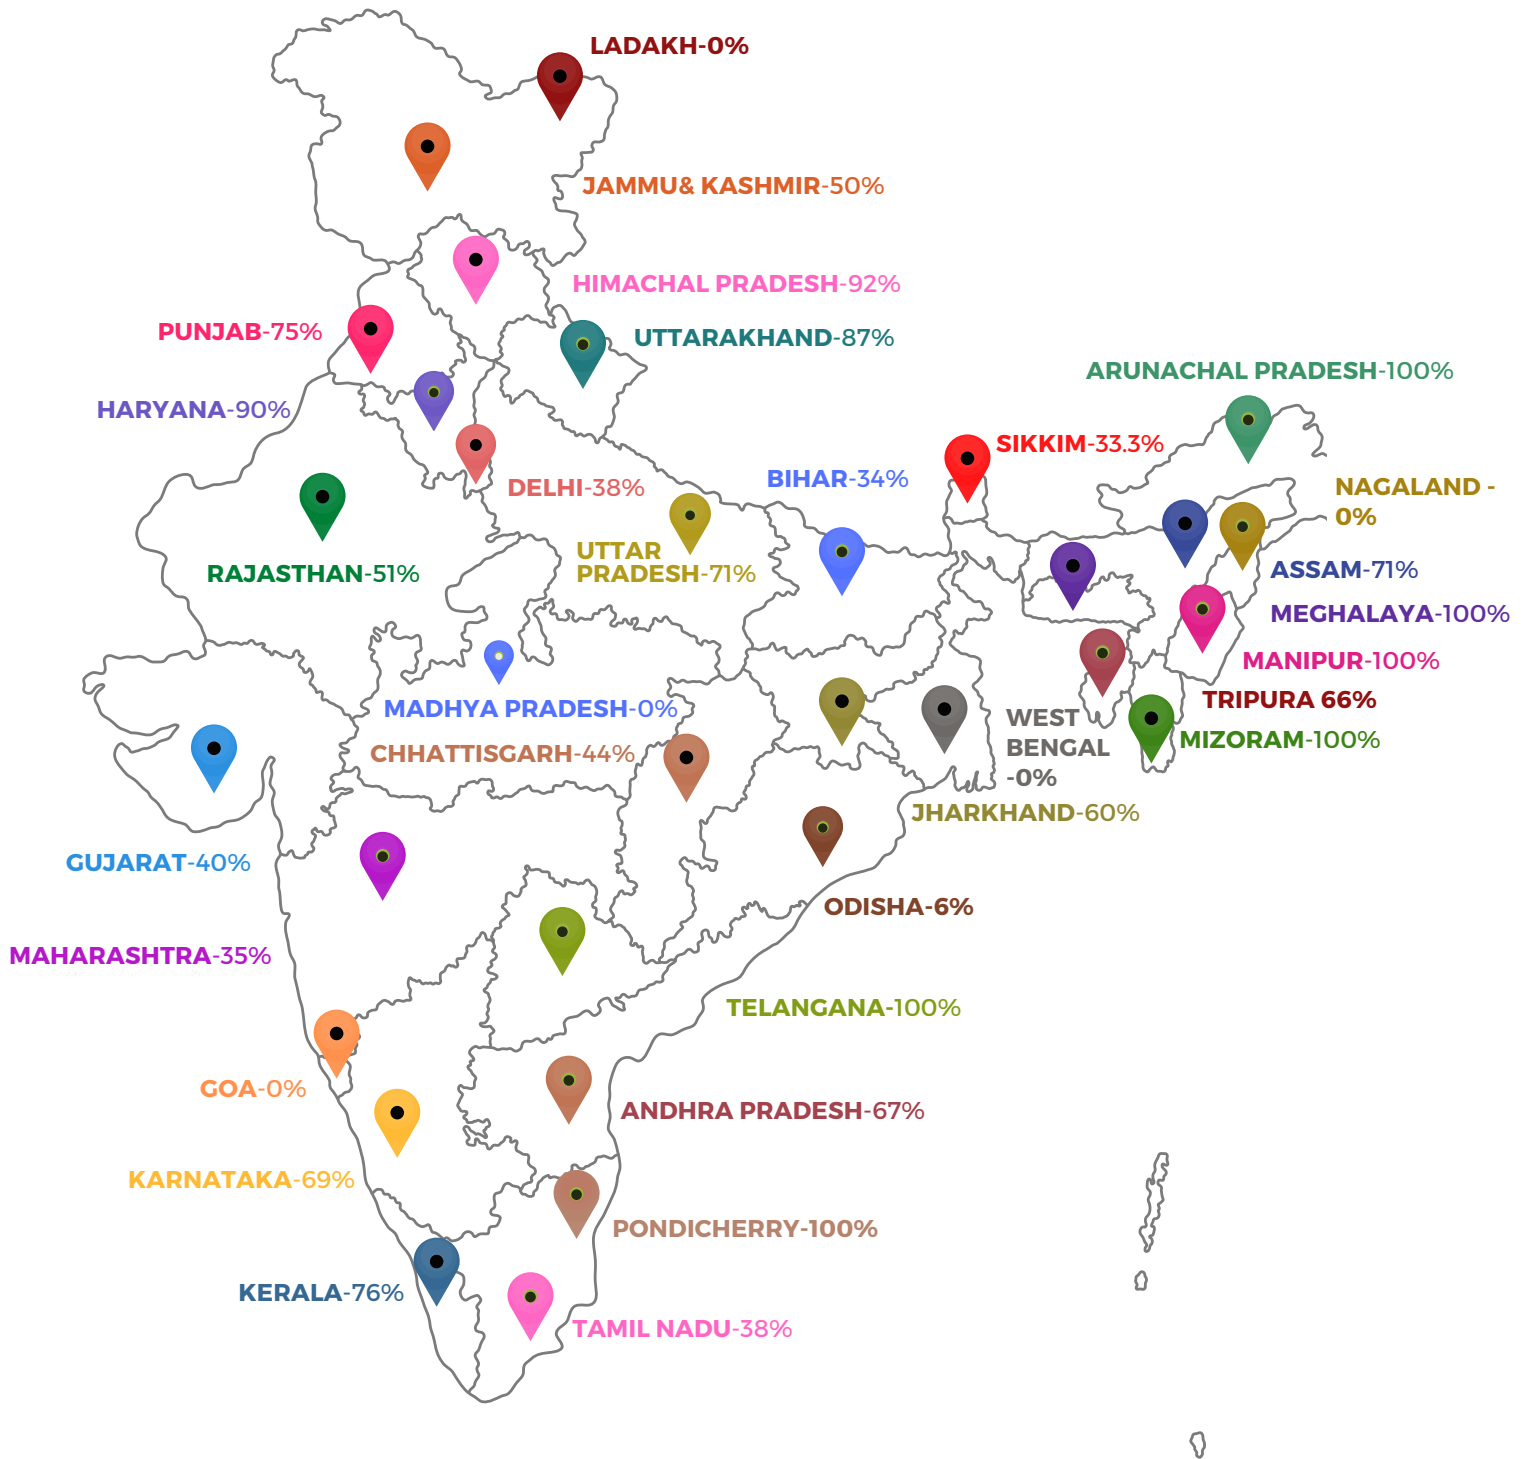 LADAKH-0%
JAMMU& KASHMIR-50%
HIMACHAL PRADESH-92%
PUNJAB-75%
UTTARAKHAND-87%
ARUNACHAL PRADESH-100%
HARYANA-90%
SIKKIM-33.3%
BIHAR-34%
DELHI-38%
NAGALAND -
0%
UTTAR
PRADESH-71%
RAJASTHAN-51%
ASSAM-71%
MEGHALAYA-100%
MANIPUR-100%
TRIPURA 66%
MADHYA PRADESH-0%
WEST
BENGAL
-0%
MIZORAM-100%
CHHATTISGARH-44%
JHARKHAND-60%
GUJARAT-40%
ODISHA-6%
MAHARASHTRA-35%
TELANGANA-100%
GOA-0%
ANDHRA PRADESH-67%
KARNATAKA-69%
PONDICHERRY-100%
KERALA-76%
TAMIL NADU-38%